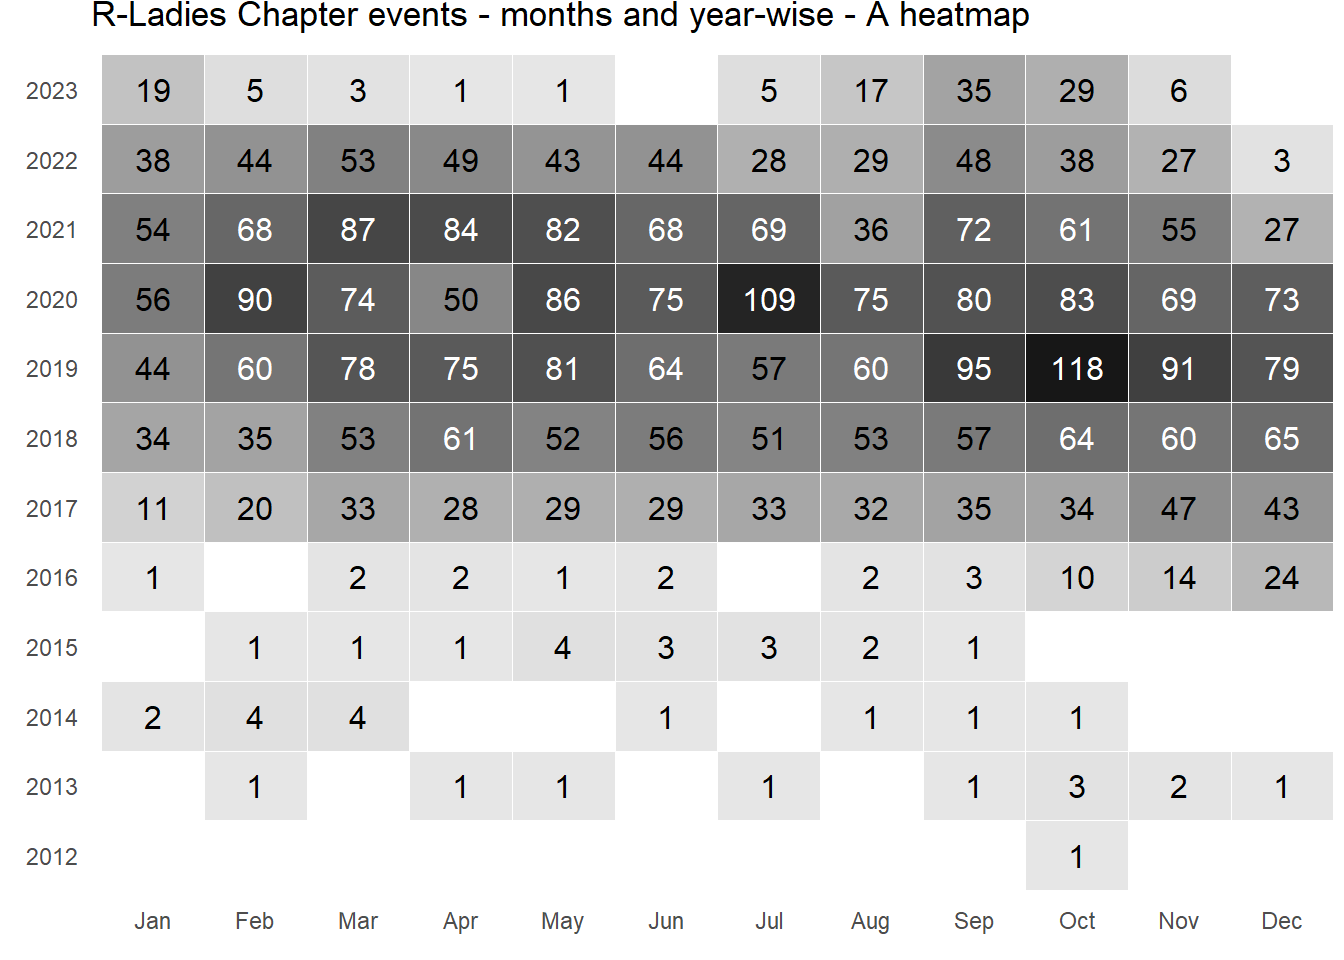 R-Ladies Chapter events - months and year-wise - A heatmap
2023 19 5 3 1 1 5 17 35 29 6
2022 38 44 53 49 43 44 28 29 48 38 27 3
2021 54 68 87 84 82 68 69 36 72 61 55 27
2020 56 90 74 50 86 75 109 75 80 83 69 73
2019 44 60 78 75 81 64 57 60 95 118 91 79
2018 34 35 53 61 52 56 51 53 57 64 60 65
2017 11 20 33 28 29 29 33 32 35 34 47 43
2016 1 2 2 1 2 2 3 10 14 24
2015 1 1 1 4 3 3 2 1
2014 2 4 4 1 1 1 1
2013 1 1 1 1 1 3 2 1
2012 1
Jan Feb Mar Apr May Jun Jul Aug Sep Oct Nov Dec